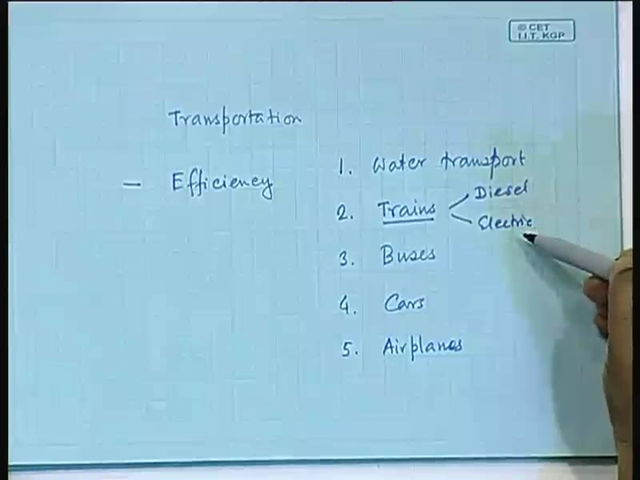 © CET
I.I.T. KGP
Transportation
— Efficiency
1. Water transport
2. Trains
Diesel
Electric
3. Buses
4. Cars
5. Airplanes